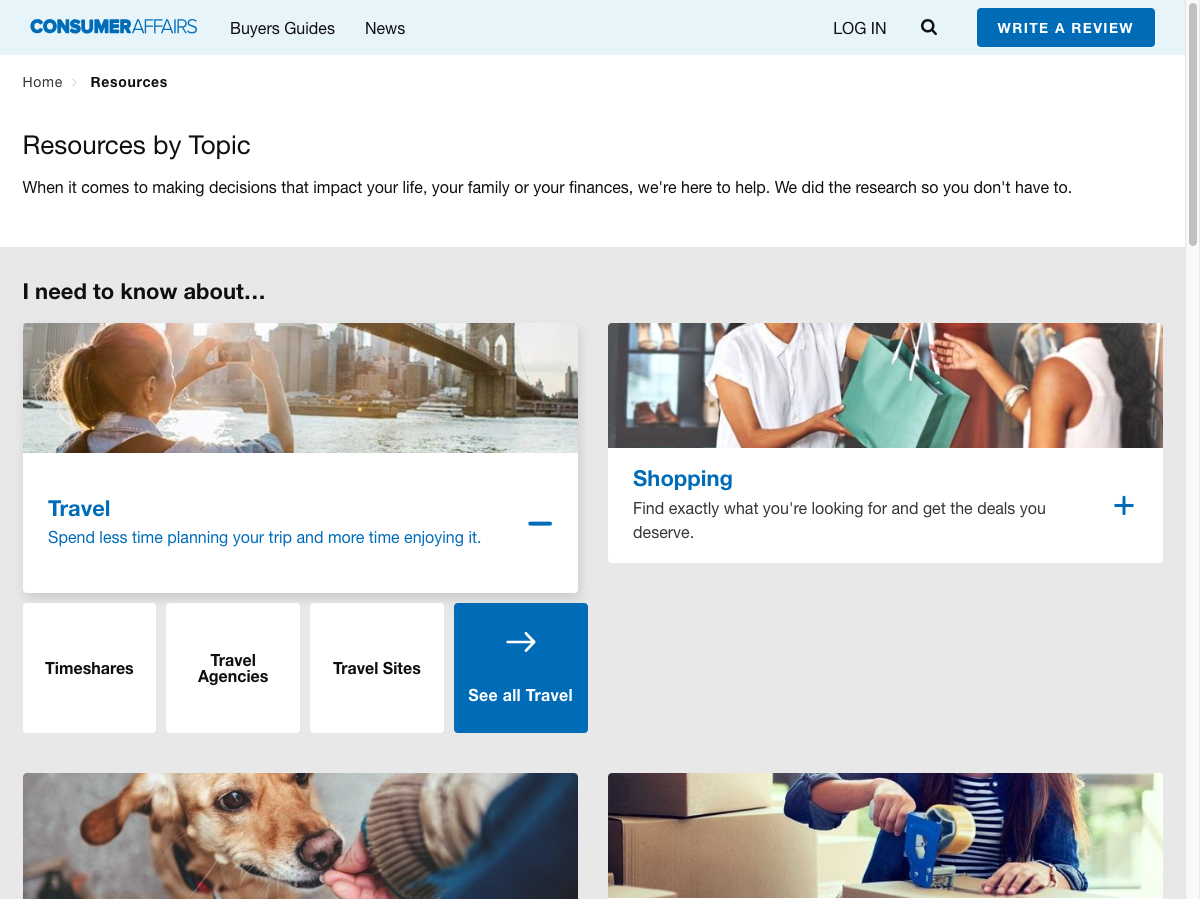 CONSUMERAFFAIRS Buyers Guides News LOG IN WRITE A REVIEW
Home Resources
Resources by Topic
When it comes to making decisions that impact your life, your family or your finances, we're here to help. We did the research so you don't have to.
I need to know about...
Travel
Spend less time planning your trip and more time enjoying it.
Shopping
Find exactly what you're looking for and get the deals you
deserve.
Timeshares
Travel
Agencies
Travel Sites
See all Travel